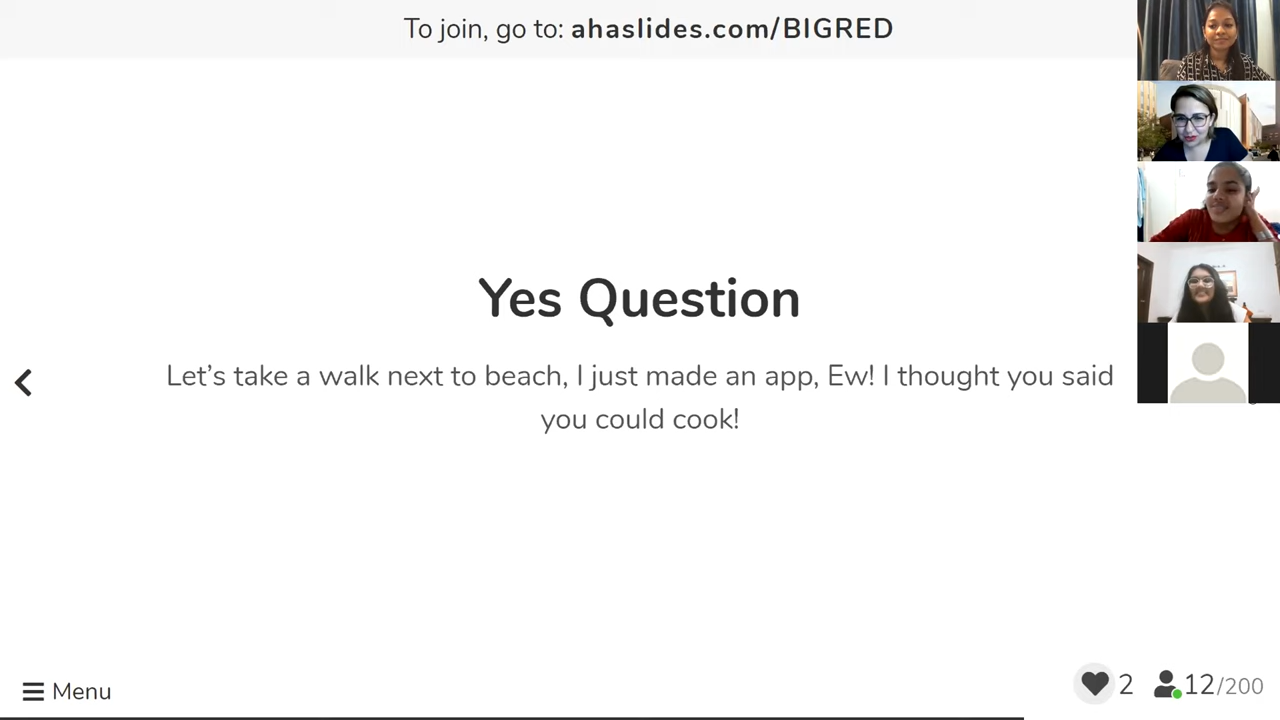 To join, go to: ahaslides.com/BIGRED
Yes Question
Let’s take a walk next to beach, I just made an app, Ew! I thought you said
you could cook!
Menu
2
12/200